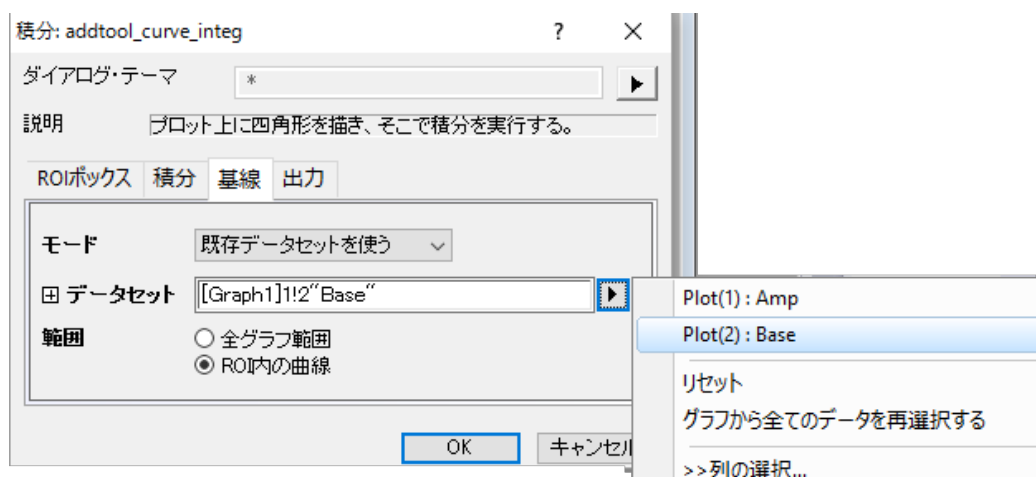 積分: addtool_curve_integ ? ×
ダイアログ・テーマ *
説明 プロット上に四角形を描き、そこで積分を実行する。
ROIボックス 積分 基線 出力
モード 既存データセットを使う
データセット [Graph1]1!2"Base"
範囲 全グラフ範囲
ROI内の曲線
OK キャンセル
Plot(1) : Amp
Plot(2) : Base
リセット
グラフから全てのデータを再選択する
>>列の選択...